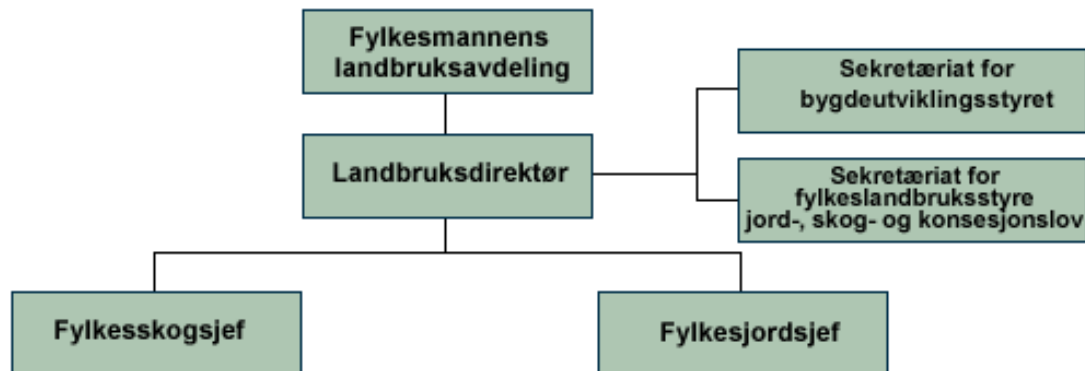 Fylkesmannens
landbruksavdeling
Sekretæriat for
bygdeutviklingsstyret
Landbruksdirektør
Sekretæriat for
fylkeslandbruksstyre
jord-, skog- og konsesjonslov
Fylkesskogsjef
Fylkesjordsjef